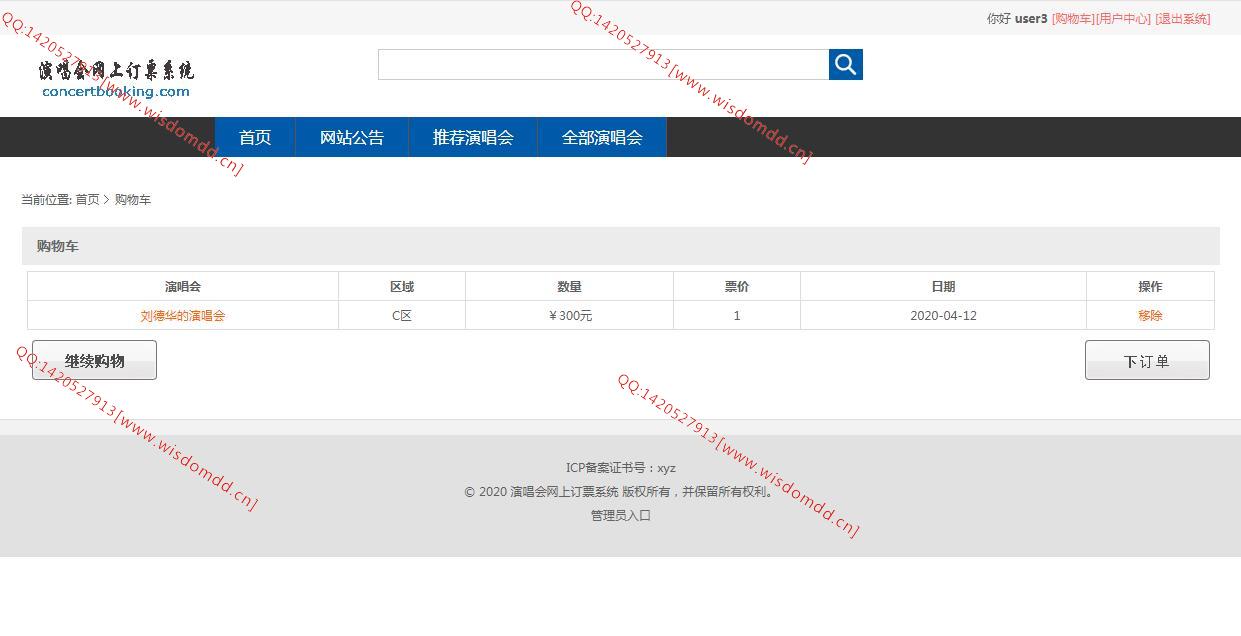 你好 user3 [购物车][用户中心] [退出系统]
演唱会网上订票系统
concertbooking.com
首页 网站公告 推荐演唱会 全部演唱会
当前位置: 首页 > 购物车
购物车
演唱会 区域 数量 票价 日期 操作
刘德华的演唱会 C区 ￥300元 1 2020-04-12 移除
继续购物 下订单
ICP备案证书号：xyz
© 2020 演唱会网上订票系统 版权所有，并保留所有权利。
管理员入口
QQ:1420527913[www.wisdomdd.cn]
QQ:1420527913[www.wisdomdd.cn]
QQ:1420527913[www.wisdomdd.cn]
QQ:1420527913[www.wisdomdd.cn]